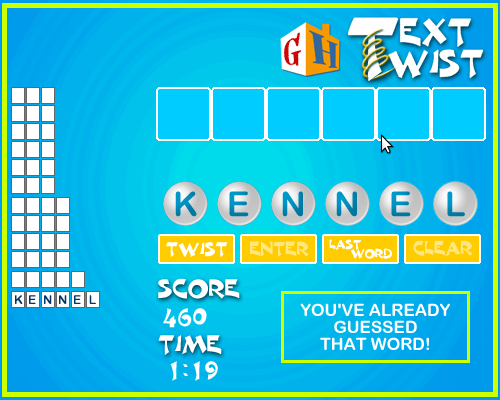 GH
TEXT
TWIST
KENNEL
TWIST ENTER LAST WORD CLEAR
KENNEL
SCORE
460
TIME
1:19
YOU'VE ALREADY
GUESSED
THAT WORD!